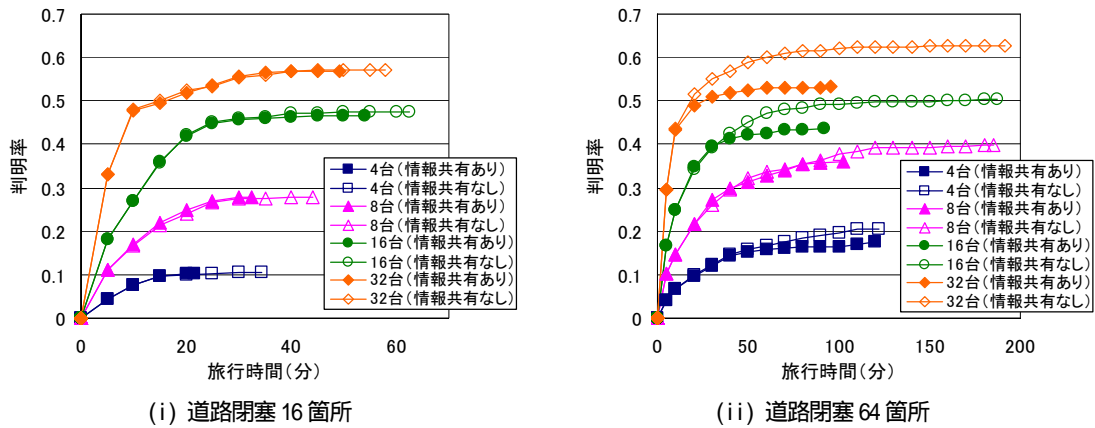 0.7
0.6
0.5
0.4
0.3
0.2
0.1
0
判明率
0
20
40
60
旅行時間(分)
4台(情報共有あり)
4台(情報共有なし)
8台(情報共有あり)
8台(情報共有なし)
16台(情報共有あり)
16台(情報共有なし)
32台(情報共有あり)
32台(情報共有なし)
(i) 道路閉塞 16 箇所
0.7
0.6
0.5
0.4
0.3
0.2
0.1
0
判明率
0
50
100
150
200
旅行時間(分)
4台(情報共有あり)
4台(情報共有なし)
8台(情報共有あり)
8台(情報共有なし)
16台(情報共有あり)
16台(情報共有なし)
32台(情報共有あり)
32台(情報共有なし)
(ii) 道路閉塞 64 箇所